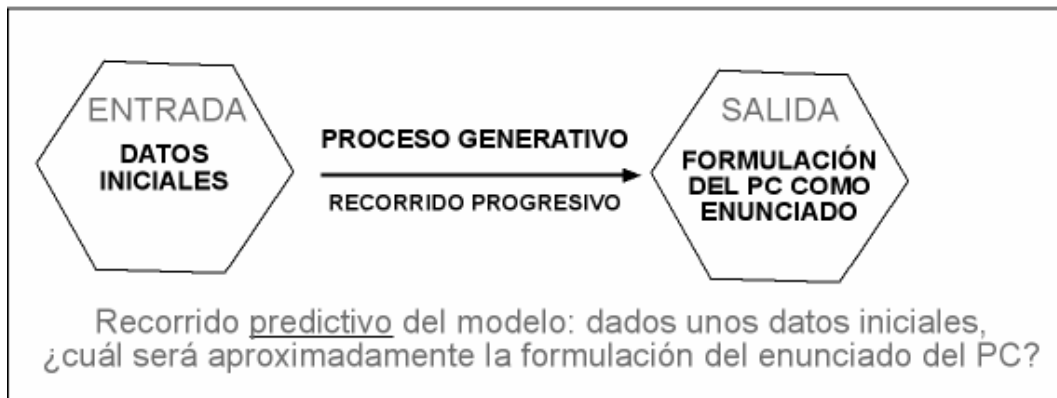 ENTRADA
DATOS
INICIALES
PROCESO GENERATIVO
RECORRIDO PROGRESIVO
SALIDA
FORMULACIÓN
DEL PC COMO
ENUNCIADO
Recorrido predictivo del modelo: dados unos datos iniciales,
¿cuál será aproximadamente la formulación del enunciado del PC?